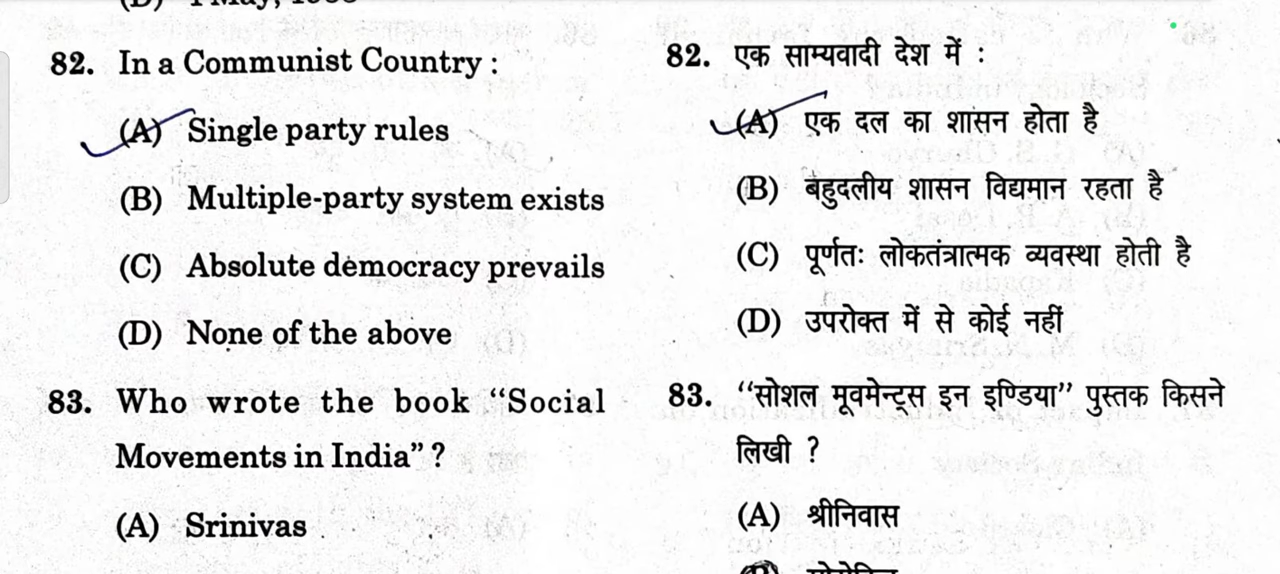 82. In a Communist Country :
(A) Single party rules
(B) Multiple-party system exists
(C) Absolute democracy prevails
(D) None of the above
83. Who wrote the book “Social
Movements in India” ?
(A) Srinivas
82. एक साम्यवादी देश में :
(A) एक दल का शासन होता है
(B) बहुदलीय शासन विद्यमान रहता है
(C) पूर्णतः लोकतंत्रात्मक व्यवस्था होती है
(D) उपरोक्त में से कोई नहीं
83. “सोशल मूवमेन्ट्स इन इण्डिया” पुस्तक किसने
लिखी ?
(A) श्रीनिवास